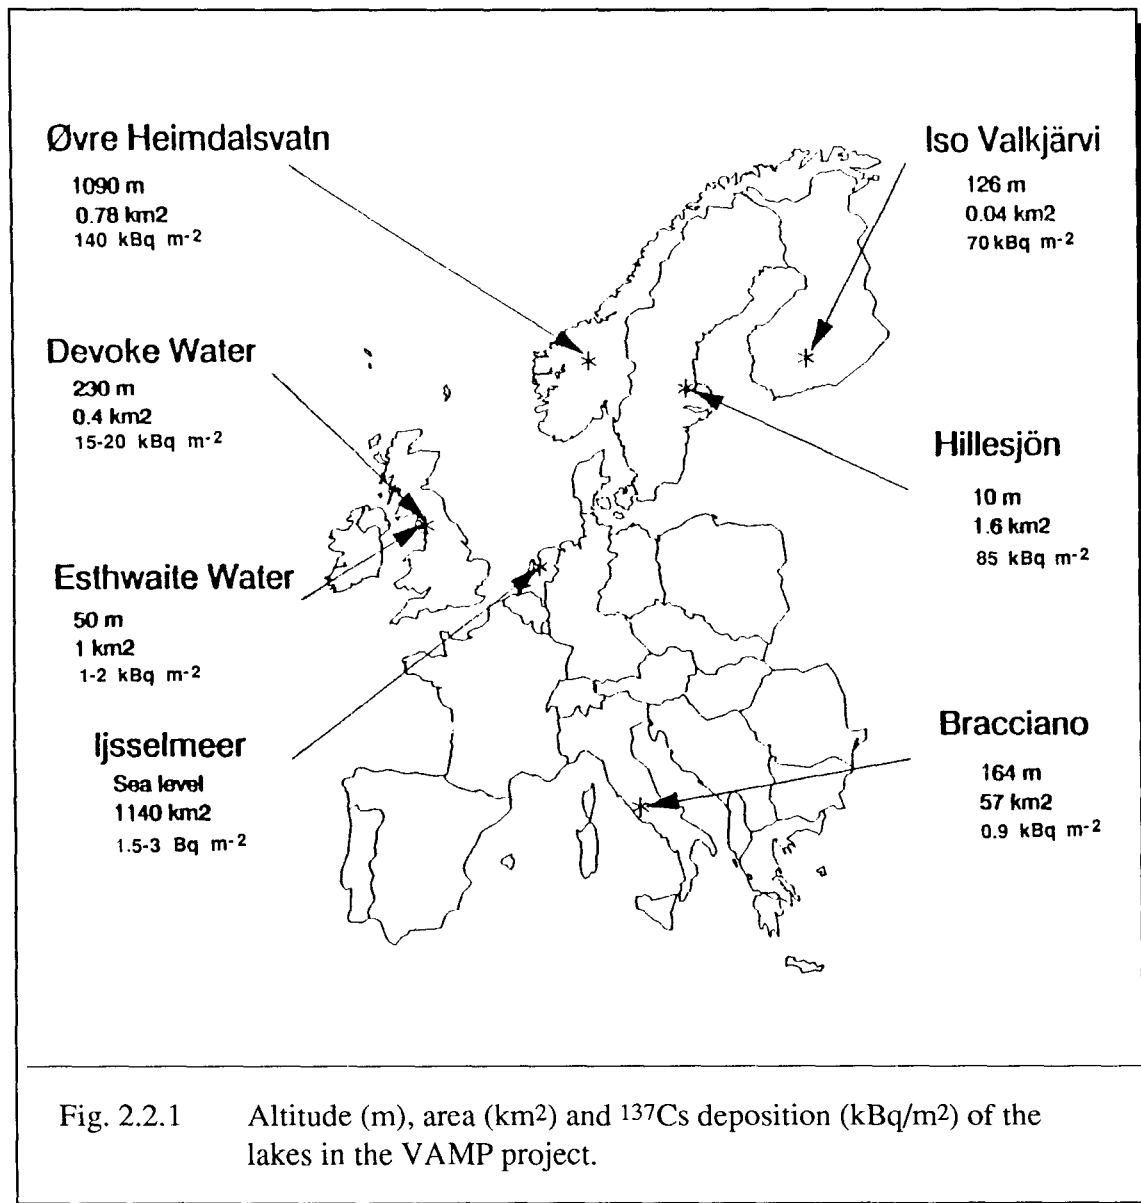 Øvre Heimdalsvatn
1090 m
0.78 km2
140 kBq m-2
Iso Valkjärvi
126 m
0.04 km2
70 kBq m-2
Devoke Water
230 m
0.4 km2
15-20 kBq m-2
Hillesjön
10 m
1.6 km2
85 kBq m-2
Esthwaite Water
50 m
1 km2
1-2 kBq m-2
Ijsselmeer
Sea level
1140 km2
1.5-3 Bq m-2
Bracciano
164 m
57 km2
0.9 kBq m-2
Fig. 2.2.1 Altitude (m), area (km²) and ¹³⁷Cs deposition (kBq/m²) of the
lakes in the VAMP project.